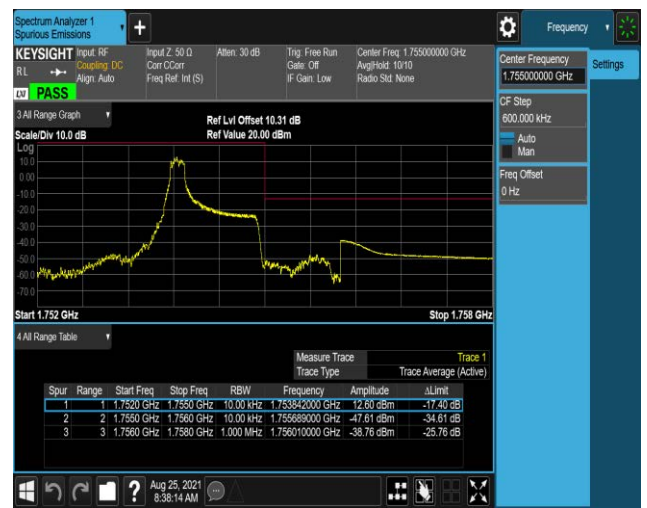 Spectrum Analyzer 1
Spurious Emissions
Frequency
KEYSIGHT Input: RF Input Z: 50 Ω Atten: 30 dB Trig: Free Run Center Freq: 1.755000000 GHz
RL Coupling: DC Corr CCorr Gate: Off Avg|Hold: 10/10
Align: Auto Freq Ref: Int (S) IF Gain: Low Radio Std: None
LXI PASS
Center Frequency
1.755000000 GHz
Settings
CF Step
600.000 kHz
Auto
Man
Freq Offset
0 Hz
3 All Range Graph
Ref Lvl Offset 10.31 dB
Scale/Div 10.0 dB Ref Value 20.00 dBm
Log
10.0
0.00
-10.0
-20.0
-30.0
-40.0
-50.0
-60.0
-70.0
Start 1.752 GHz Stop 1.758 GHz
4 All Range Table
Measure Trace Trace 1
Trace Type Trace Average (Active)
Spur Range Start Freq Stop Freq RBW Frequency Amplitude ΔLimit
1 1 1.7520 GHz 1.7550 GHz 10.00 kHz 1.753842000 GHz 12.60 dBm -17.40 dB
2 2 1.7550 GHz 1.7560 GHz 10.00 kHz 1.755689000 GHz -47.61 dBm -34.61 dB
3 3 1.7560 GHz 1.7580 GHz 1.000 MHz 1.756010000 GHz -38.76 dBm -25.76 dB
Aug 25, 2021
8:38:14 AM